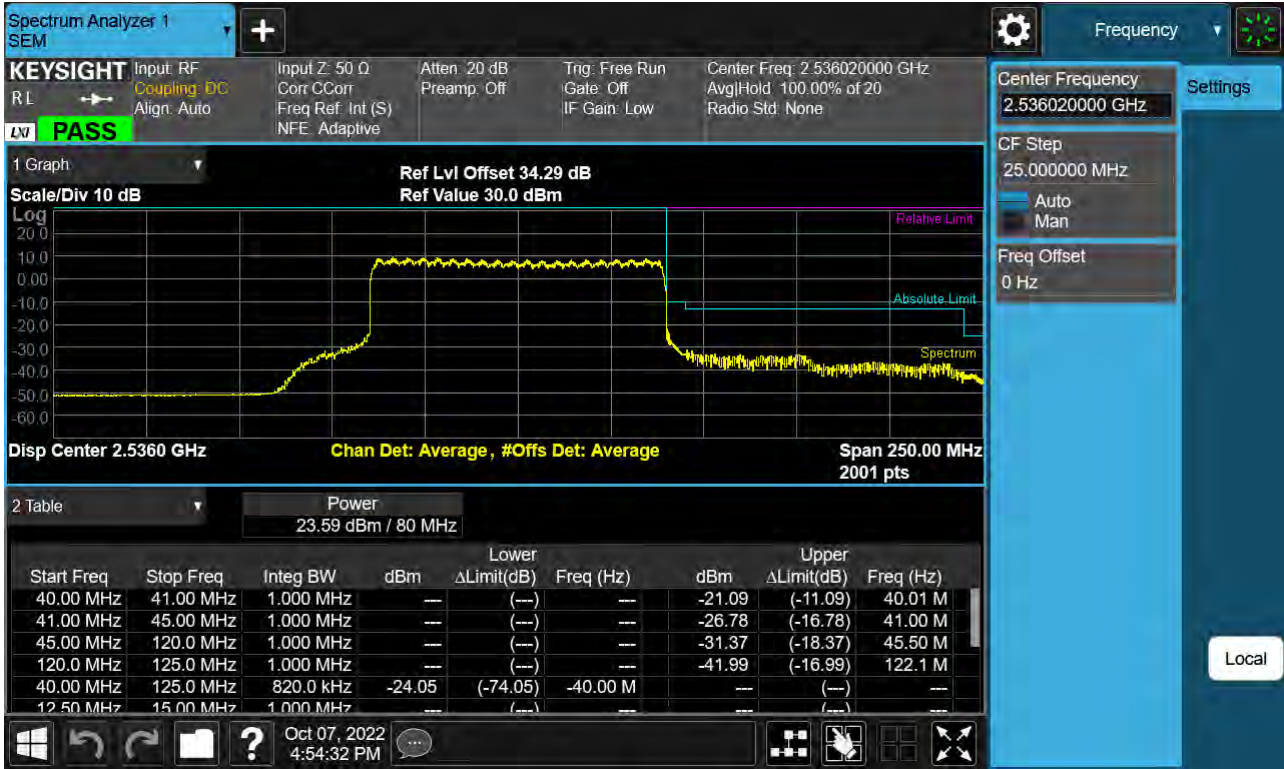 Spectrum Analyzer 1
SEM
Frequency
KEYSIGHT
RL
LXI
PASS
Input: RF
Coupling: DC
Align: Auto
Input Z: 50 Ω
Corr CCorr
Freq Ref: Int (S)
NFE: Adaptive
Atten: 20 dB
Preamp: Off
Trig: Free Run
Gate: Off
IF Gain: Low
Center Freq: 2.536020000 GHz
Avg|Hold: 100.00% of 20
Radio Std: None
Center Frequency
2.536020000 GHz
Settings
CF Step
25.000000 MHz
Auto
Man
Freq Offset
0 Hz
Local
1 Graph
Scale/Div 10 dB
Ref Lvl Offset 34.29 dB
Ref Value 30.0 dBm
Log
20.0
10.0
0.00
-10.0
-20.0
-30.0
-40.0
-50.0
-60.0
Relative Limit
Absolute Limit
Spectrum
Disp Center 2.5360 GHz
Chan Det: Average, #Offs Det: Average
Span 250.00 MHz
2001 pts
2 Table
Power
23.59 dBm / 80 MHz
Lower Upper
Start Freq Stop Freq Integ BW dBm ΔLimit(dB) Freq (Hz) dBm ΔLimit(dB) Freq (Hz)
40.00 MHz 41.00 MHz 1.000 MHz --- (---) --- -21.09 (-11.09) 40.01 M
41.00 MHz 45.00 MHz 1.000 MHz --- (---) --- -26.78 (-16.78) 41.00 M
45.00 MHz 120.0 MHz 1.000 MHz --- (---) --- -31.37 (-18.37) 45.50 M
120.0 MHz 125.0 MHz 1.000 MHz --- (---) --- -41.99 (-16.99) 122.1 M
40.00 MHz 125.0 MHz 820.0 kHz -24.05 (-74.05) -40.00 M --- (---) ---
12.50 MHz 15.00 MHz 1.000 MHz --- (---) --- --- (---) ---
Oct 07, 2022
4:54:32 PM